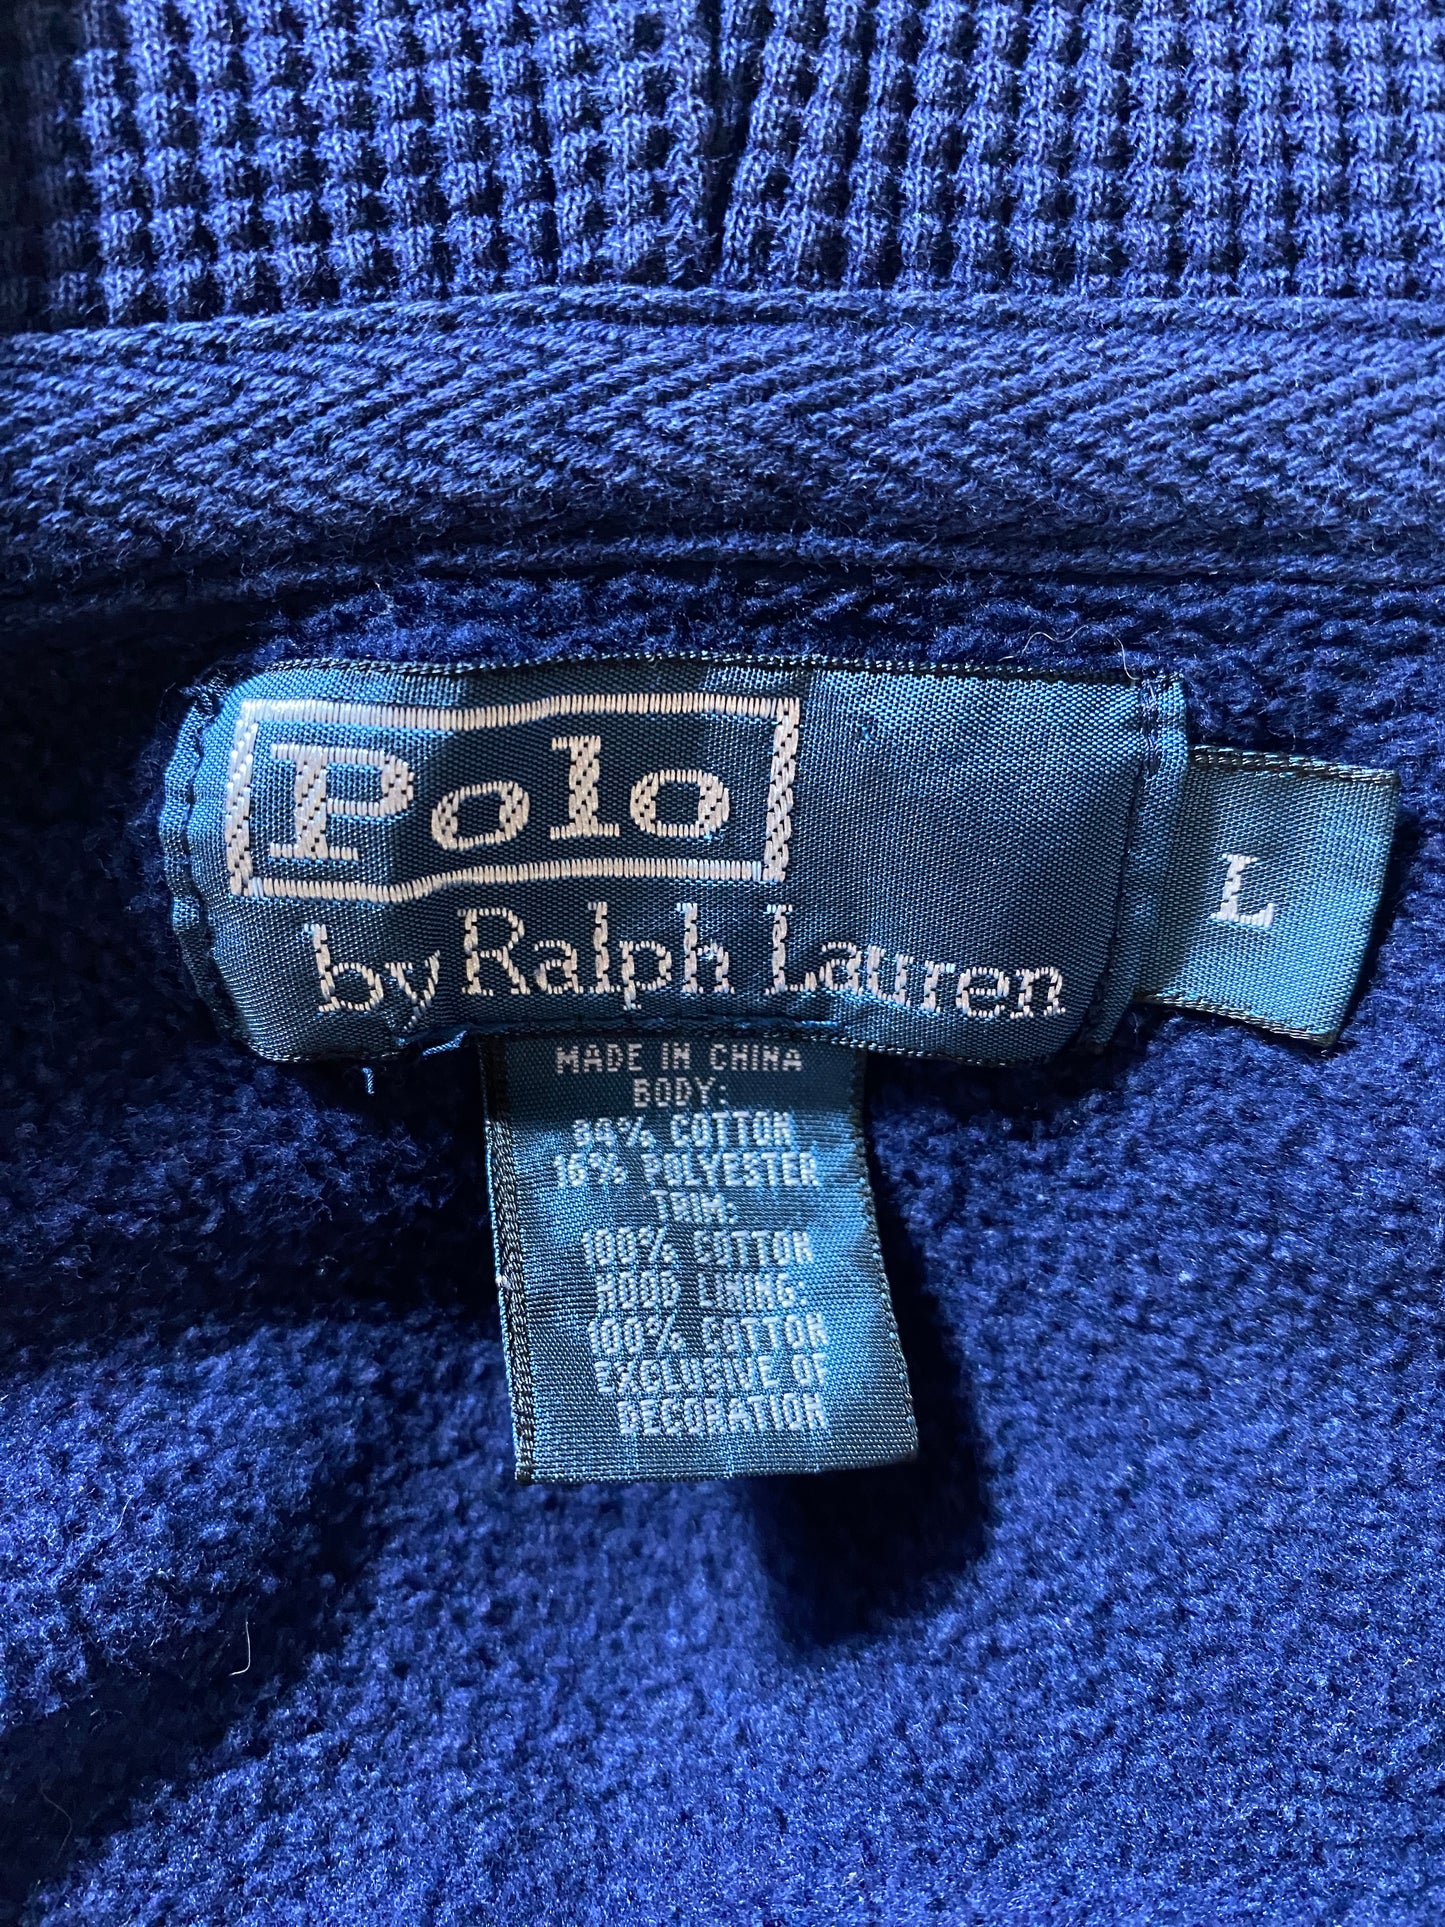 Polo
by Ralph Lauren
L
MADE IN CHINA
BODY:
84% COTTON
16% POLYESTER
TRIM:
100% COTTON
HOOD LINING:
100% COTTON
EXCLUSIVE OF
DECORATION